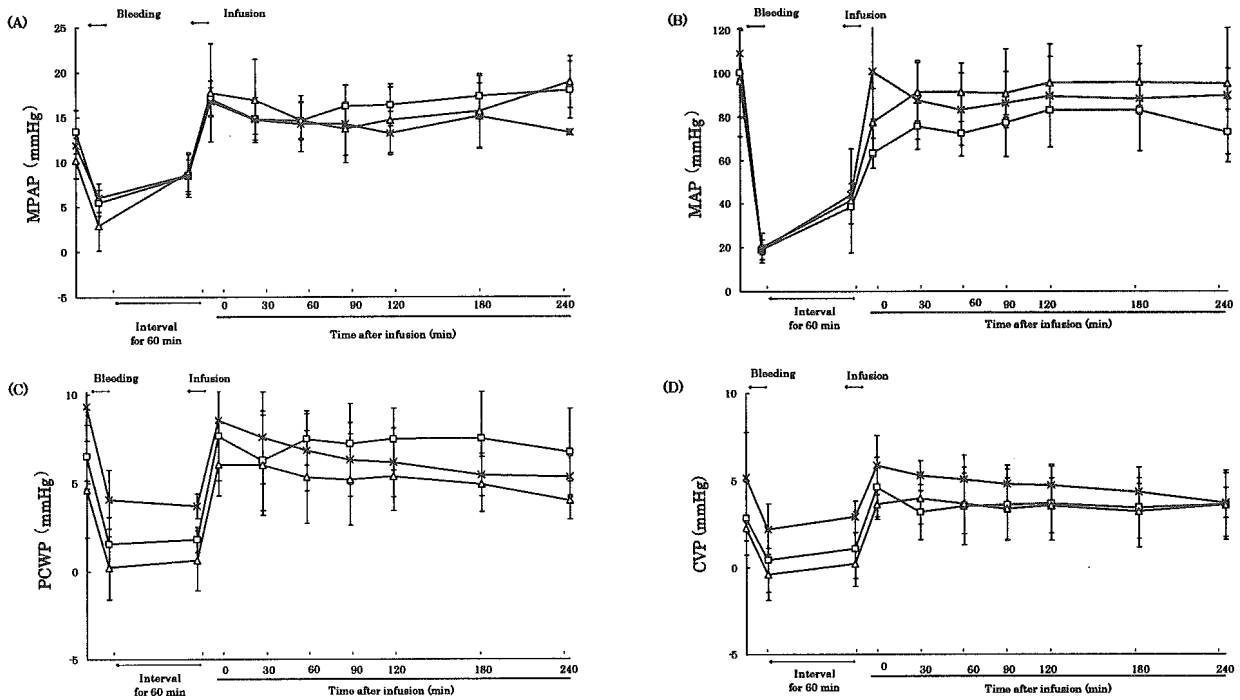 (A)
Bleeding
Infusion
25
20
15
10
5
0
-5
MPAP (mmHg)
0 30 60 90 120 180 240
Interval
for 60 min
Time after infusion (min)
(B)
Bleeding
Infusion
120
100
80
60
40
20
0
MAP (mmHg)
0 30 60 90 120 180 240
Interval
for 60 min
Time after infusion (min)
(C)
Bleeding
Infusion
10
5
0
-5
PCWP (mmHg)
0 30 60 90 120 180 240
Interval
for 60 min
Time after infusion (min)
(D)
Bleeding
Infusion
10
5
0
-5
CVP (mmHg)
0 30 60 90 120 180 240
Interval
for 60 min
Time after infusion (min)